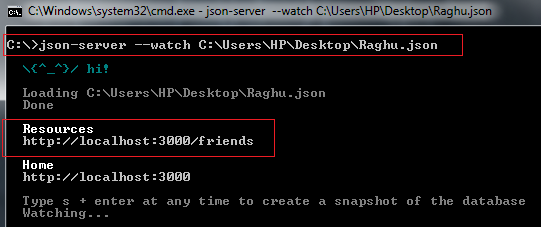 C:\Windows\system32\cmd.exe - json-server --watch C:\Users\HP\Desktop\Raghu.json
C:\>json-server --watch C:\Users\HP\Desktop\Raghu.json
\{^_^}/ hi!
Loading C:\Users\HP\Desktop\Raghu.json
Done
Resources
http://localhost:3000/friends
Home
http://localhost:3000
Type s + enter at any time to create a snapshot of the database
Watching...